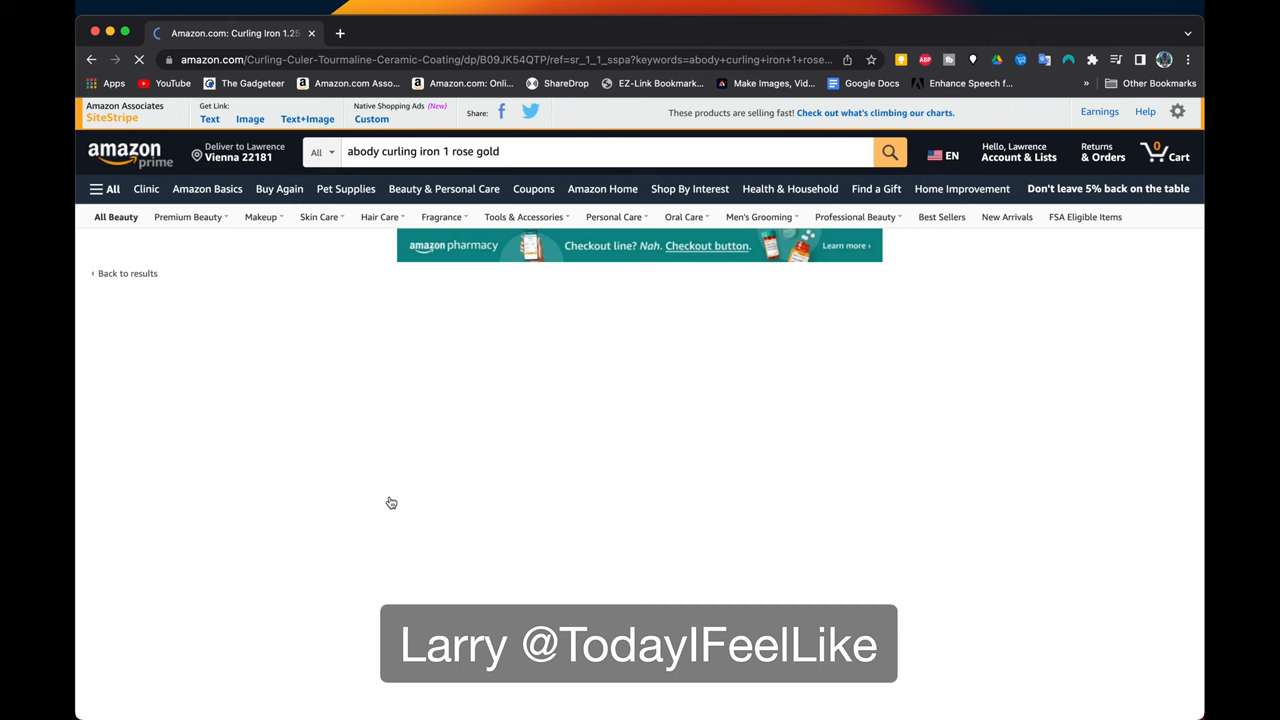 Amazon.com: Curling Iron 1.25
amazon.com/Curling-Culer-Tourmaline-Ceramic-Coating/dp/B09JK54QTP/ref=sr_1_1_sspa?keywords=abody+curling+iron+1+rose...
Apps YouTube The Gadgeteer Amazon.com Asso... Amazon.com: Onli... ShareDrop EZ-Link Bookmark... Make Images, Vid... Google Docs Enhance Speech f... » Other Bookmarks
Amazon Associates
SiteStripe
Get Link:
Text Image Text+Image
Native Shopping Ads (New)
Custom
Share:
These products are selling fast! Check out what's climbing our charts.
Earnings Help
amazon prime
Deliver to Lawrence
Vienna 22181
All
abody curling iron 1 rose gold
EN
Hello, Lawrence
Account & Lists
Returns
& Orders
0
Cart
All Clinic Amazon Basics Buy Again Pet Supplies Beauty & Personal Care Coupons Amazon Home Shop By Interest Health & Household Find a Gift Home Improvement Don't leave 5% back on the table
All Beauty Premium Beauty Makeup Skin Care Hair Care Fragrance Tools & Accessories Personal Care Oral Care Men's Grooming Professional Beauty Best Sellers New Arrivals FSA Eligible Items
amazon pharmacy Checkout line? Nah. Checkout button. Learn more ›
‹ Back to results
Larry @TodayIFeelLike